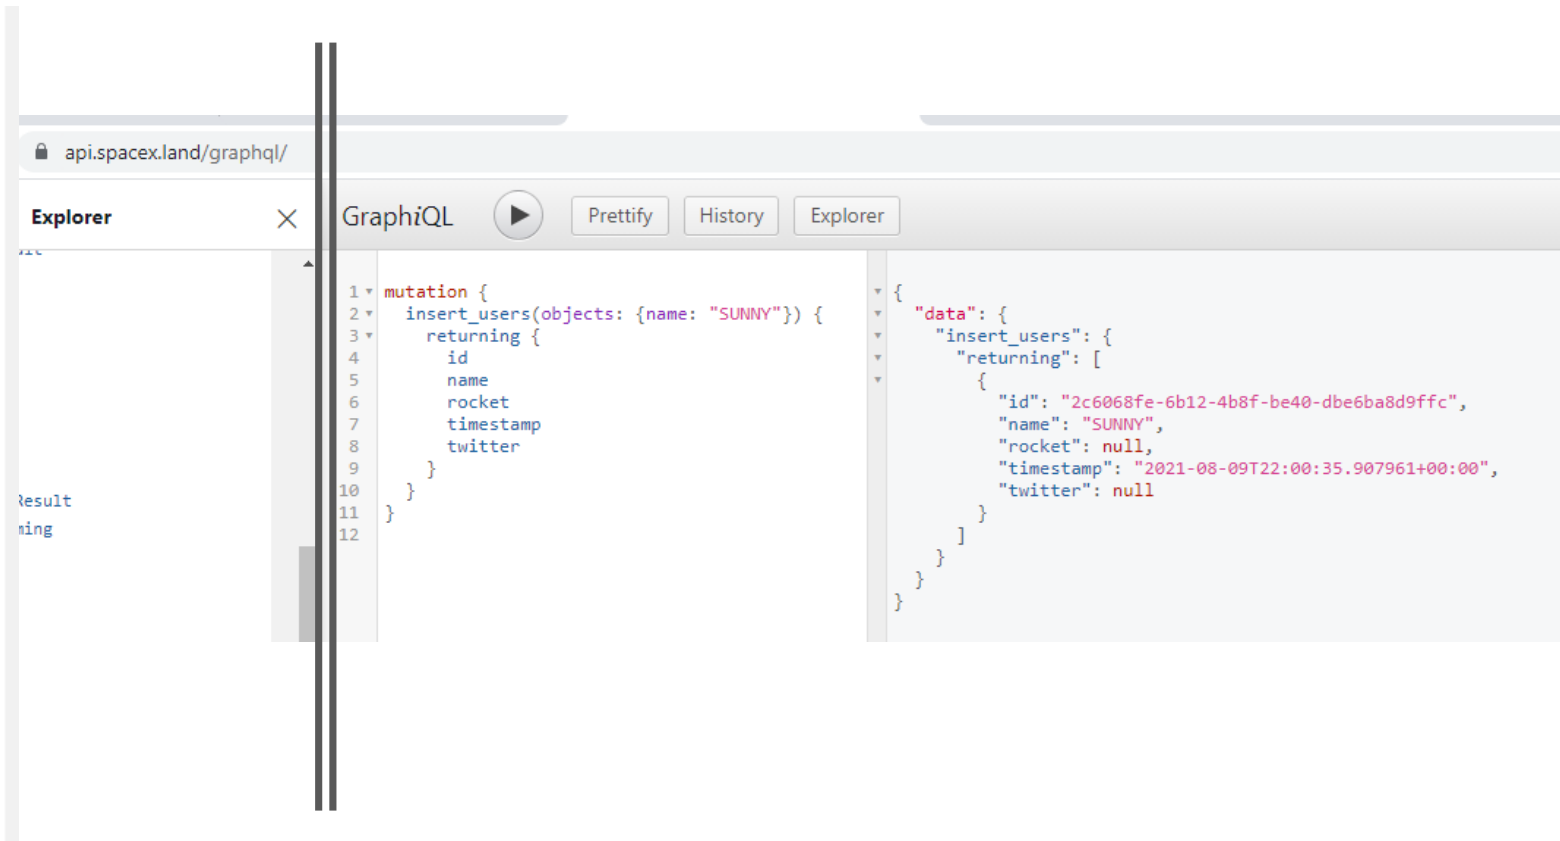 api.spacex.land/graphql/
Explorer
GraphiQL
Prettify
History
Explorer
Result
1 mutation {
2 insert_users(objects: {name: "SUNNY"}) {
3 returning {
4 id
5 name
6 rocket
7 timestamp
8 twitter
9 }
10 }
11 }
12
{
"data": {
"insert_users": {
"returning": [
{
"id": "2c6068fe-6b12-4b8f-be40-dbe6ba8d9ffc",
"name": "SUNNY",
"rocket": null,
"timestamp": "2021-08-09T22:00:35.907961+00:00",
"twitter": null
}
]
}
}
}